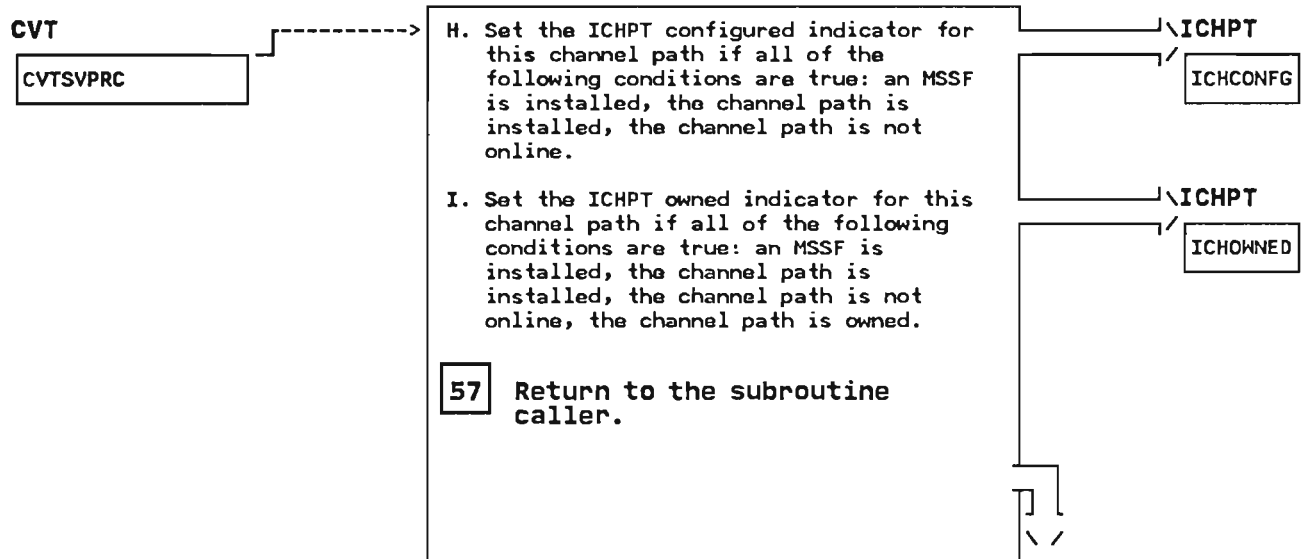 CVT
CVTSVPRC
H. Set the ICHPT configured indicator for
this channel path if all of the
following conditions are true: an MSSF
is installed, the channel path is
installed, the channel path is not
online.
ICHPT
ICHCONFG
I. Set the ICHPT owned indicator for this
channel path if all of the following
conditions are true: an MSSF is
installed, the channel path is
installed, the channel path is not
online, the channel path is owned.
ICHPT
ICHOWNED
57 Return to the subroutine
caller.